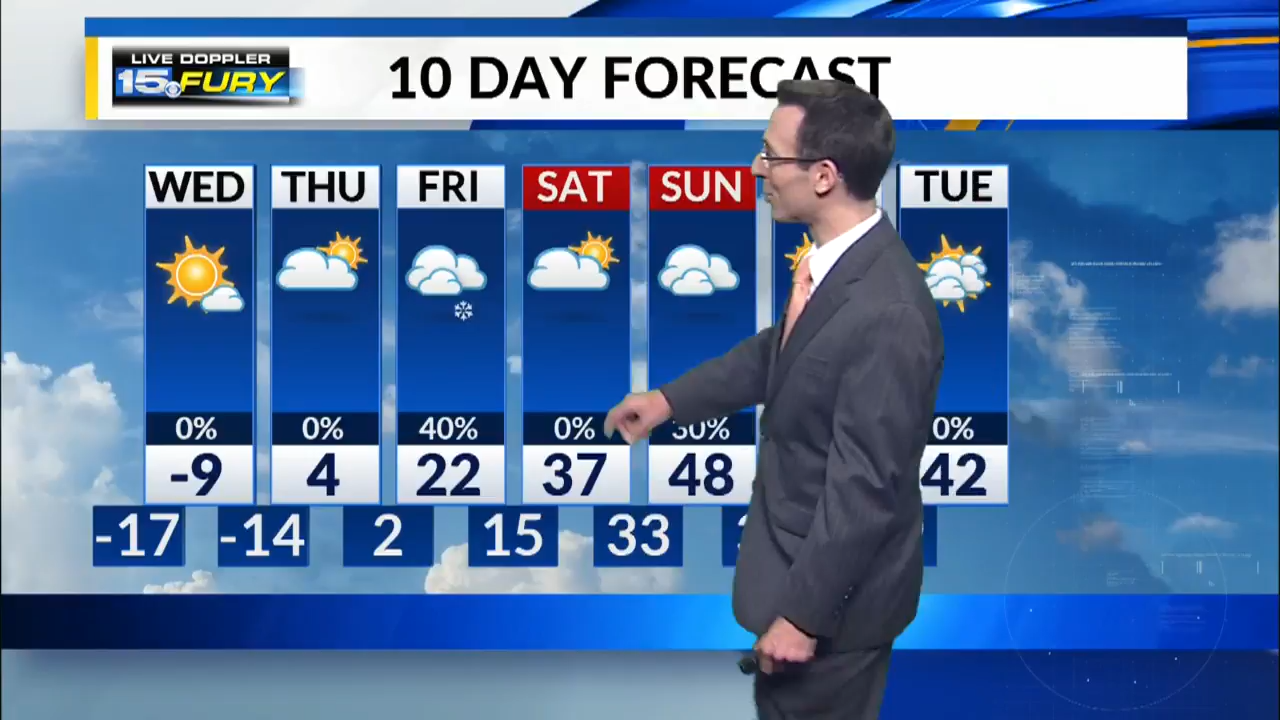 LIVE DOPPLER
15 FURY
10 DAY FORECAST
WED THU FRI SAT SUN TUE
0% 0% 40% 0% 30% 0%
-9 4 22 37 48 42
-17 -14 2 15 33